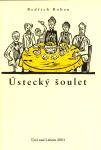 Bedřich Rohan
Ústecký šoulet
Ústí nad Labem 2001